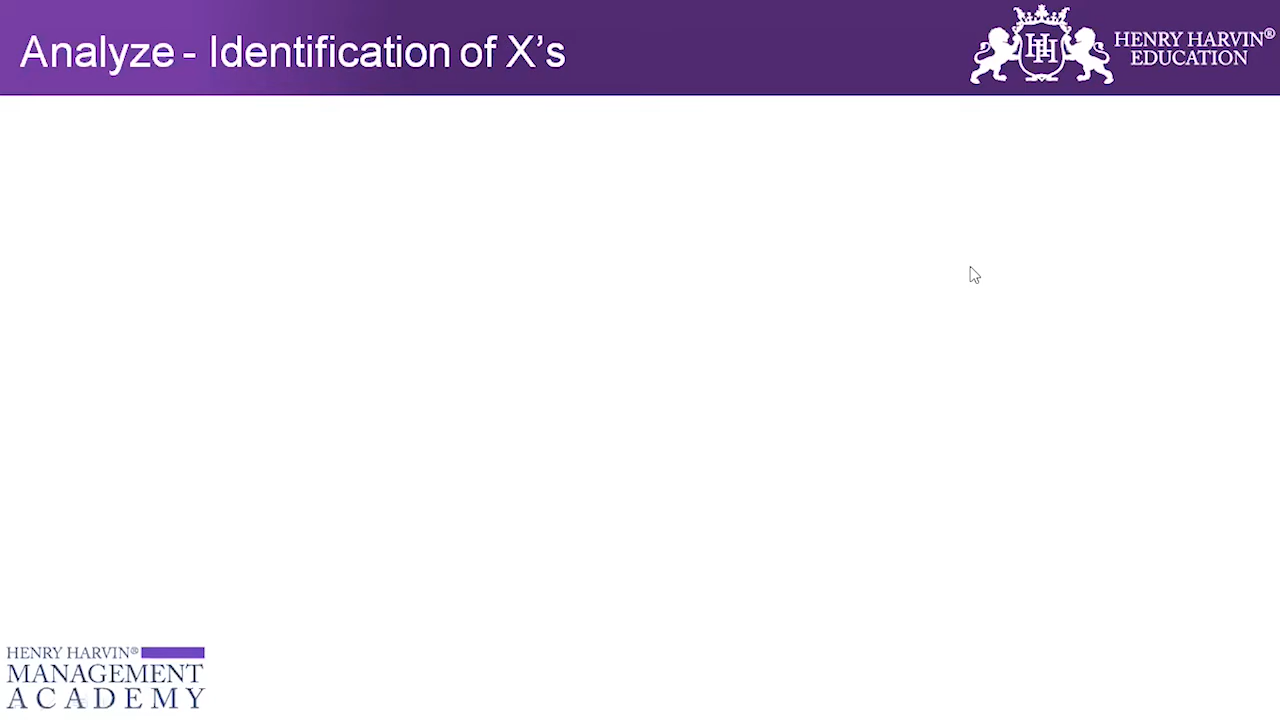 Analyze - Identification of X’s
HENRY HARVIN®
EDUCATION
HENRY HARVIN®
MANAGEMENT
ACADEMY